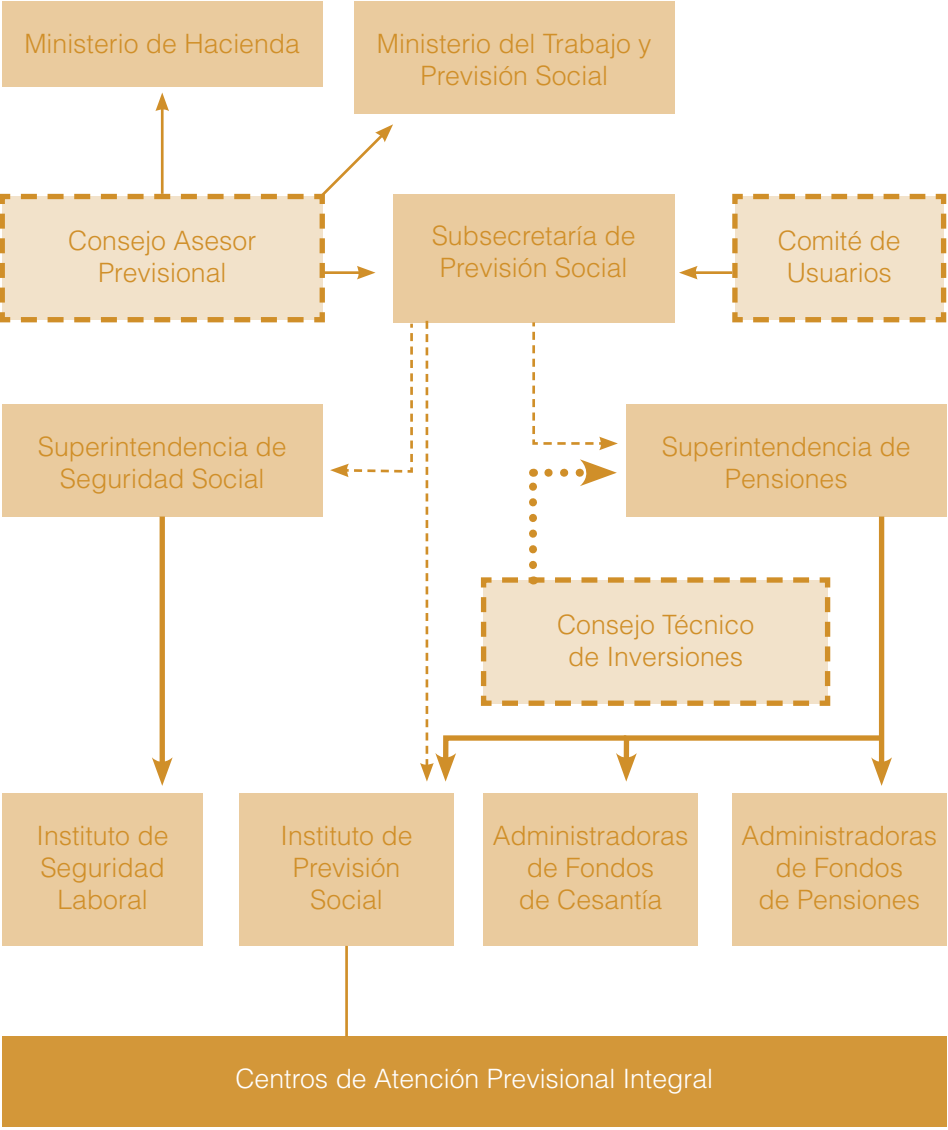 Ministerio de Hacienda
Ministerio del Trabajo y
Previsión Social
Consejo Asesor
Previsional
Subsecretaría de
Previsión Social
Comité de
Usuarios
Superintendencia de
Seguridad Social
Superintendencia de
Pensiones
Consejo Técnico
de Inversiones
Instituto de
Seguridad
Laboral
Instituto de
Previsión
Social
Administradoras
de Fondos
de Cesantía
Administradoras
de Fondos
de Pensiones
Centros de Atención Previsional Integral